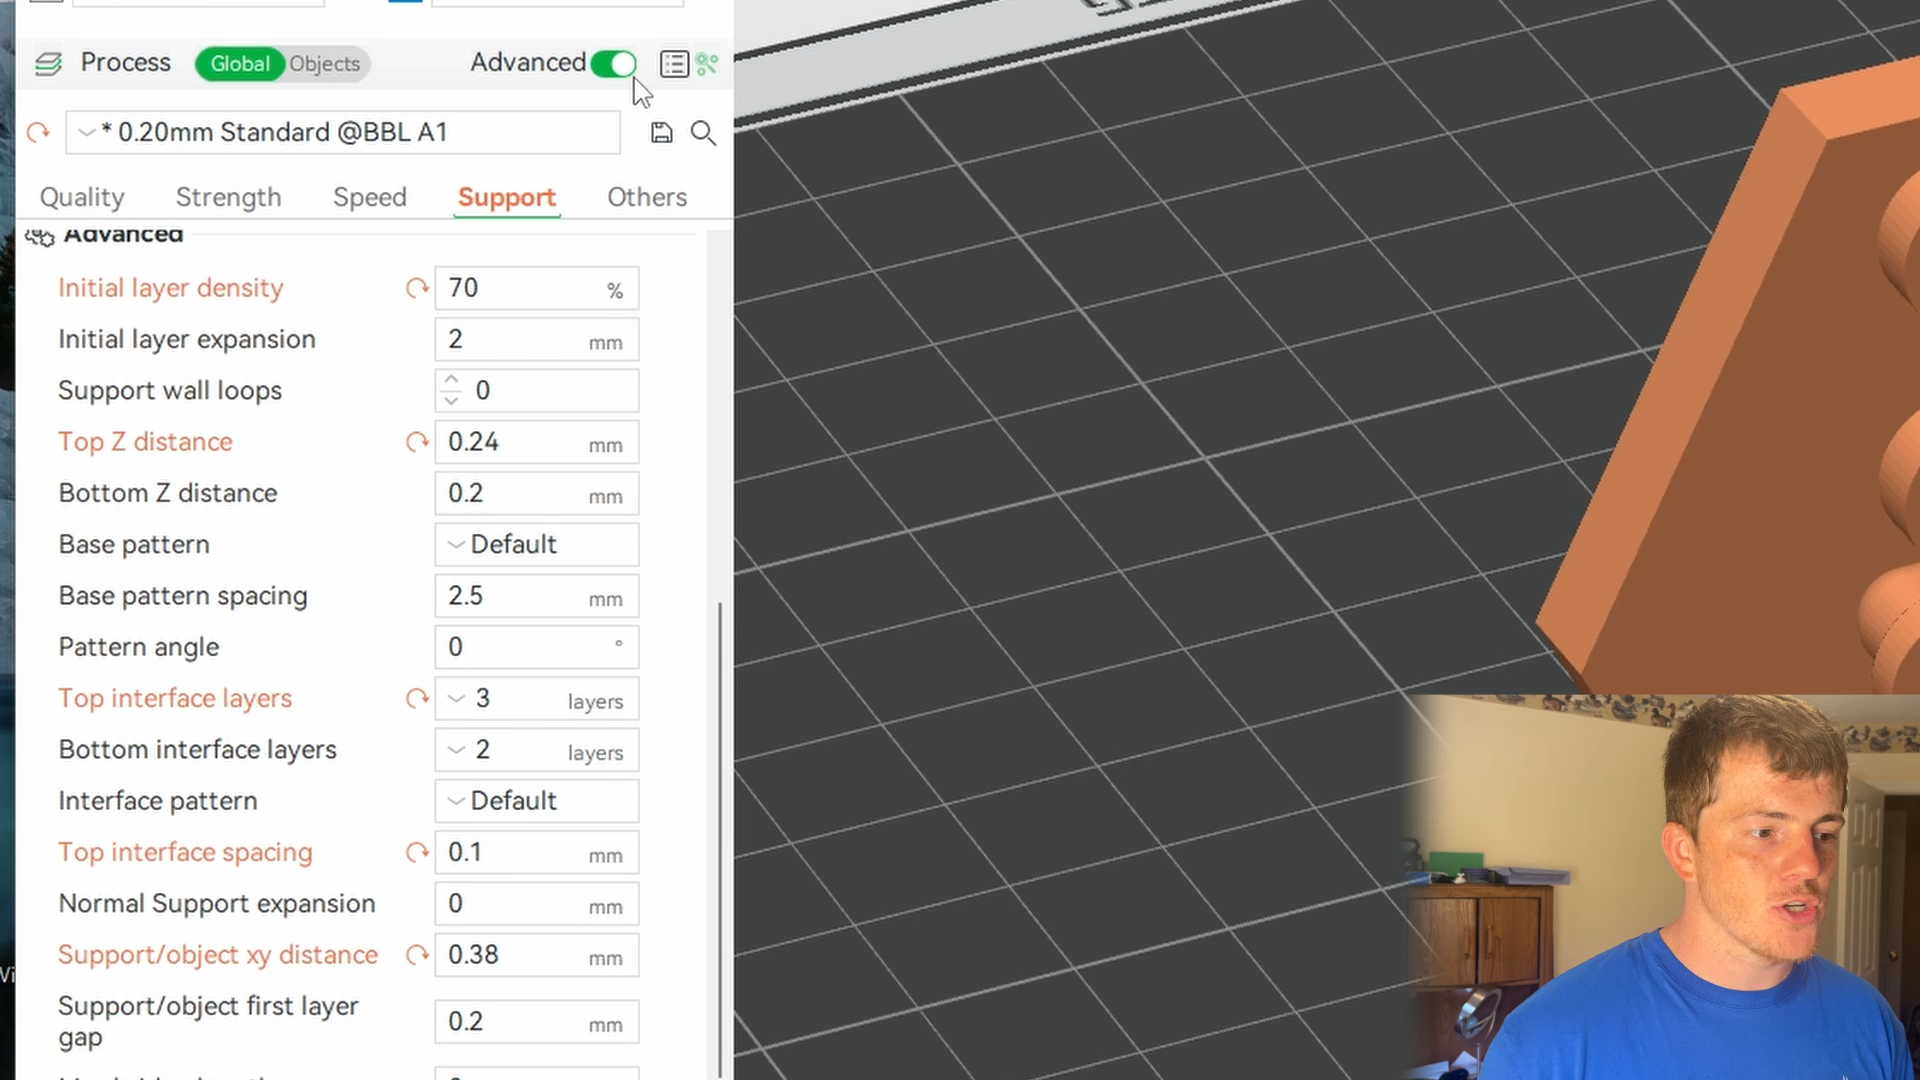 Process Global Objects Advanced
* 0.20mm Standard @BBL A1
Quality Strength Speed Support Others
Advanced
Initial layer density 70 %
Initial layer expansion 2 mm
Support wall loops 0
Top Z distance 0.24 mm
Bottom Z distance 0.2 mm
Base pattern Default
Base pattern spacing 2.5 mm
Pattern angle 0 °
Top interface layers 3 layers
Bottom interface layers 2 layers
Interface pattern Default
Top interface spacing 0.1 mm
Normal Support expansion 0 mm
Support/object xy distance 0.38 mm
Support/object first layer
gap 0.2 mm
Vi